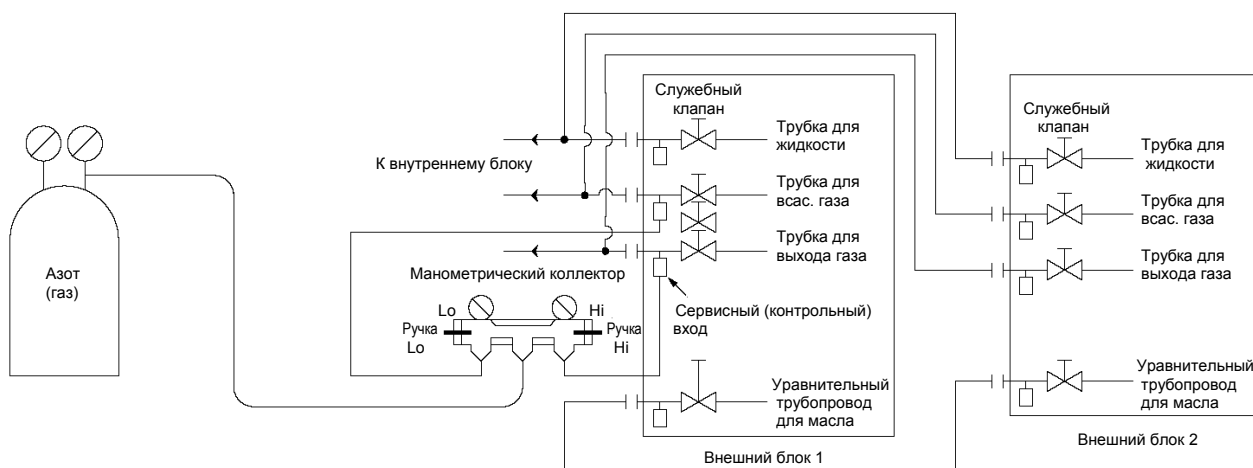 Азот
(газ)
К внутреннему блоку
Манометрический коллектор
Lo
Hi
Ручка
Lo
Ручка
Hi
Служебный
клапан
Трубка для
жидкости
Трубка для
всас. газа
Трубка для
выхода газа
Сервисный (контрольный)
вход
Уравнительный
трубопровод
для масла
Внешний блок 1
Служебный
клапан
Трубка для
жидкости
Трубка для
всас. газа
Трубка для
выхода газа
Уравнительный
трубопровод
для масла
Внешний блок 2